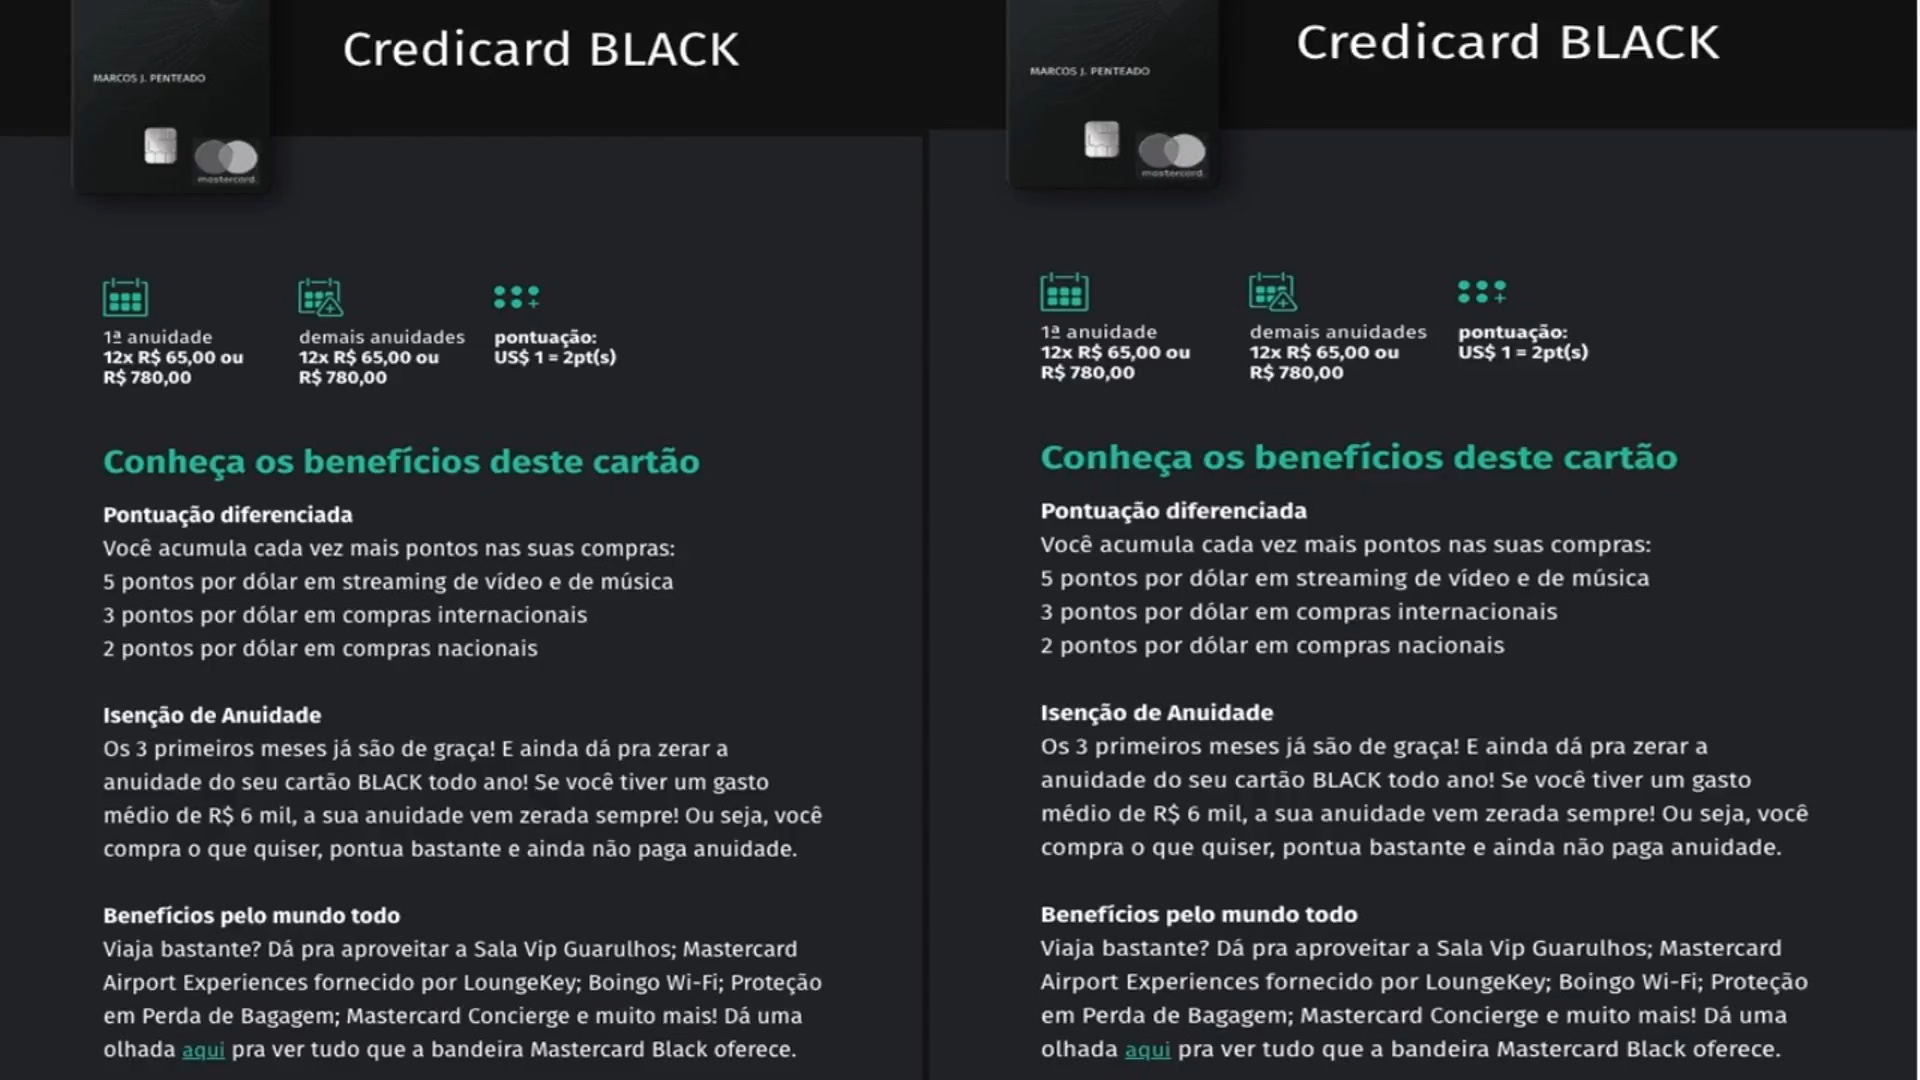 Credicard BLACK
MARCOS J. PENTEADO
mastercard.
1ª anuidade
12x R$ 65,00 ou
R$ 780,00
demais anuidades
12x R$ 65,00 ou
R$ 780,00
pontuação:
US$ 1 = 2pt(s)
Conheça os benefícios deste cartão
Pontuação diferenciada
Você acumula cada vez mais pontos nas suas compras:
5 pontos por dólar em streaming de vídeo e de música
3 pontos por dólar em compras internacionais
2 pontos por dólar em compras nacionais
Isenção de Anuidade
Os 3 primeiros meses já são de graça! E ainda dá pra zerar a
anuidade do seu cartão BLACK todo ano! Se você tiver um gasto
médio de R$ 6 mil, a sua anuidade vem zerada sempre! Ou seja, você
compra o que quiser, pontua bastante e ainda não paga anuidade.
Benefícios pelo mundo todo
Viaja bastante? Dá pra aproveitar a Sala Vip Guarulhos; Mastercard
Airport Experiences fornecido por LoungeKey; Boingo Wi-Fi; Proteção
em Perda de Bagagem; Mastercard Concierge e muito mais! Dá uma
olhada aqui pra ver tudo que a bandeira Mastercard Black oferece.
Credicard BLACK
MARCOS J. PENTEADO
mastercard.
1ª anuidade
12x R$ 65,00 ou
R$ 780,00
demais anuidades
12x R$ 65,00 ou
R$ 780,00
pontuação:
US$ 1 = 2pt(s)
Conheça os benefícios deste cartão
Pontuação diferenciada
Você acumula cada vez mais pontos nas suas compras:
5 pontos por dólar em streaming de vídeo e de música
3 pontos por dólar em compras internacionais
2 pontos por dólar em compras nacionais
Isenção de Anuidade
Os 3 primeiros meses já são de graça! E ainda dá pra zerar a
anuidade do seu cartão BLACK todo ano! Se você tiver um gasto
médio de R$ 6 mil, a sua anuidade vem zerada sempre! Ou seja, você
compra o que quiser, pontua bastante e ainda não paga anuidade.
Benefícios pelo mundo todo
Viaja bastante? Dá pra aproveitar a Sala Vip Guarulhos; Mastercard
Airport Experiences fornecido por LoungeKey; Boingo Wi-Fi; Proteção
em Perda de Bagagem; Mastercard Concierge e muito mais! Dá uma
olhada aqui pra ver tudo que a bandeira Mastercard Black oferece.